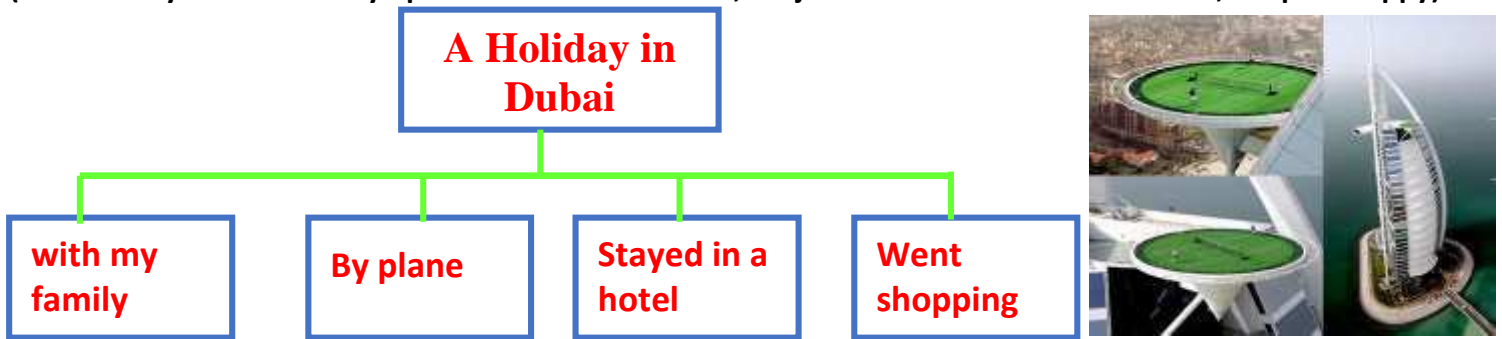 A Holiday in
Dubai
with my
family
By plane
Stayed in a
hotel
Went
shopping